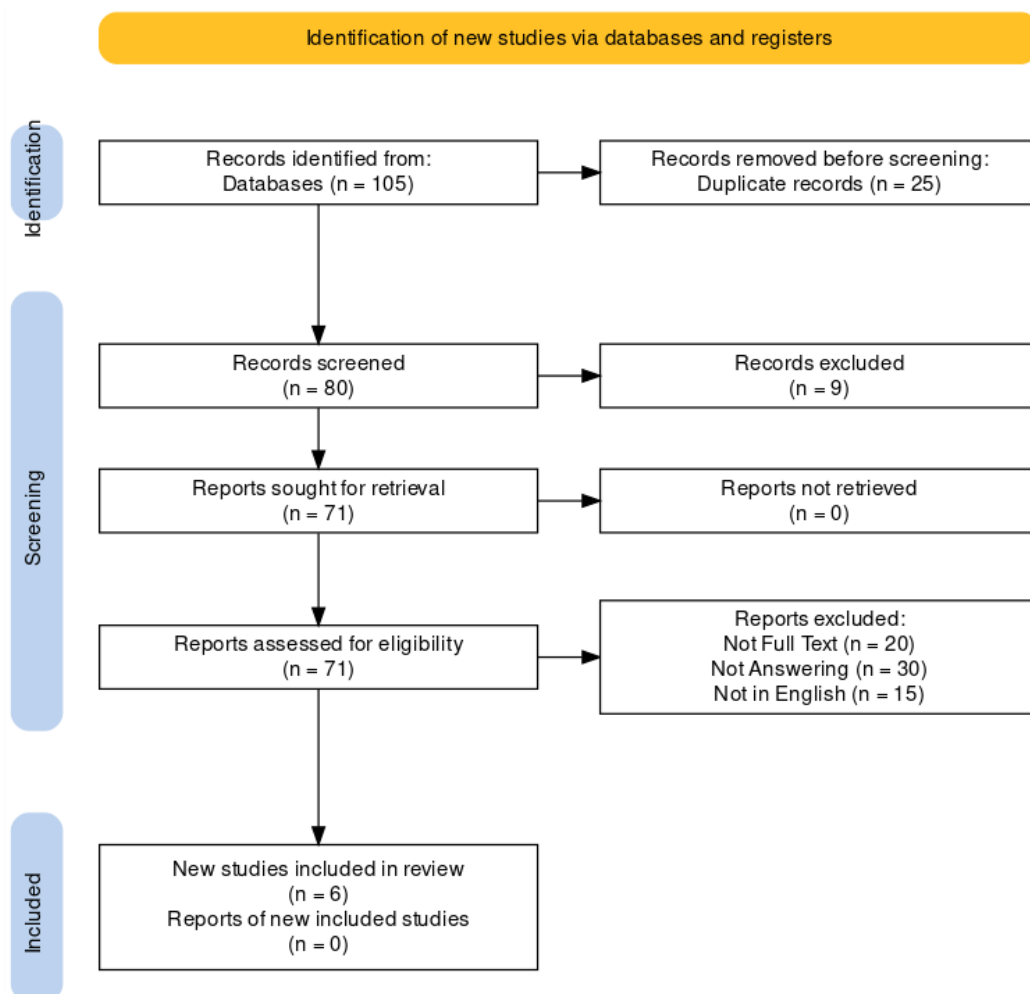 Identification of new studies via databases and registers
Identification
Records identified from:
Databases (n = 105)
Records removed before screening:
Duplicate records (n = 25)
Screening
Records screened
(n = 80)
Records excluded
(n = 9)
Reports sought for retrieval
(n = 71)
Reports not retrieved
(n = 0)
Reports assessed for eligibility
(n = 71)
Reports excluded:
Not Full Text (n = 20)
Not Answering (n = 30)
Not in English (n = 15)
Included
New studies included in review
(n = 6)
Reports of new included studies
(n = 0)